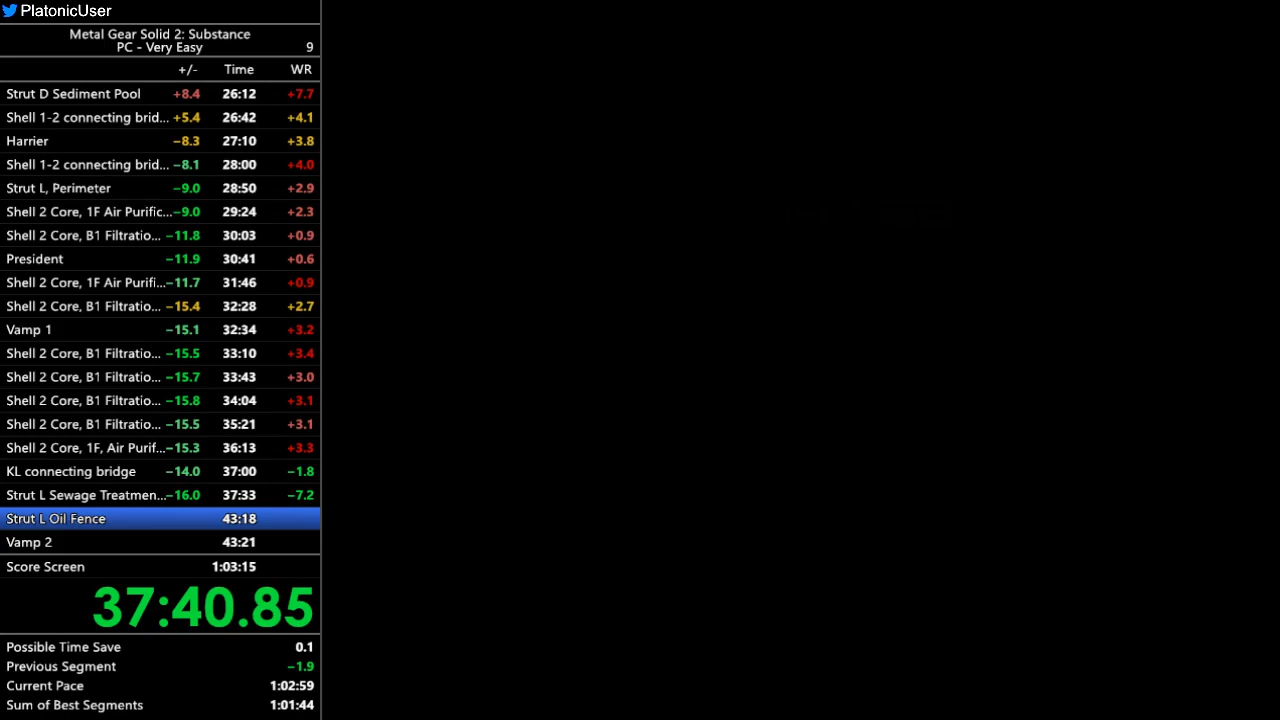 PlatonicUser
Metal Gear Solid 2: Substance
PC - Very Easy 9
+/- Time WR
Strut D Sediment Pool +8.4 26:12 +7.7
Shell 1-2 connecting brid... +5.4 26:42 +4.1
Harrier −8.3 27:10 +3.8
Shell 1-2 connecting brid... −8.1 28:00 +4.0
Strut L, Perimeter −9.0 28:50 +2.9
Shell 2 Core, 1F Air Purific... −9.0 29:24 +2.3
Shell 2 Core, B1 Filtratio... −11.8 30:03 +0.9
President −11.9 30:41 +0.6
Shell 2 Core, 1F Air Purifi... −11.7 31:46 +0.9
Shell 2 Core, B1 Filtratio... −15.4 32:28 +2.7
Vamp 1 −15.1 32:34 +3.2
Shell 2 Core, B1 Filtratio... −15.5 33:10 +3.4
Shell 2 Core, B1 Filtratio... −15.7 33:43 +3.0
Shell 2 Core, B1 Filtratio... −15.8 34:04 +3.1
Shell 2 Core, B1 Filtratio... −15.5 35:21 +3.1
Shell 2 Core, 1F, Air Purif... −15.3 36:13 +3.3
KL connecting bridge −14.0 37:00 −1.8
Strut L Sewage Treatmen... −16.0 37:33 −7.2
Strut L Oil Fence 43:18
Vamp 2 43:21
Score Screen 1:03:15
37:40.85
Possible Time Save 0.1
Previous Segment −1.9
Current Pace 1:02:59
Sum of Best Segments 1:01:44